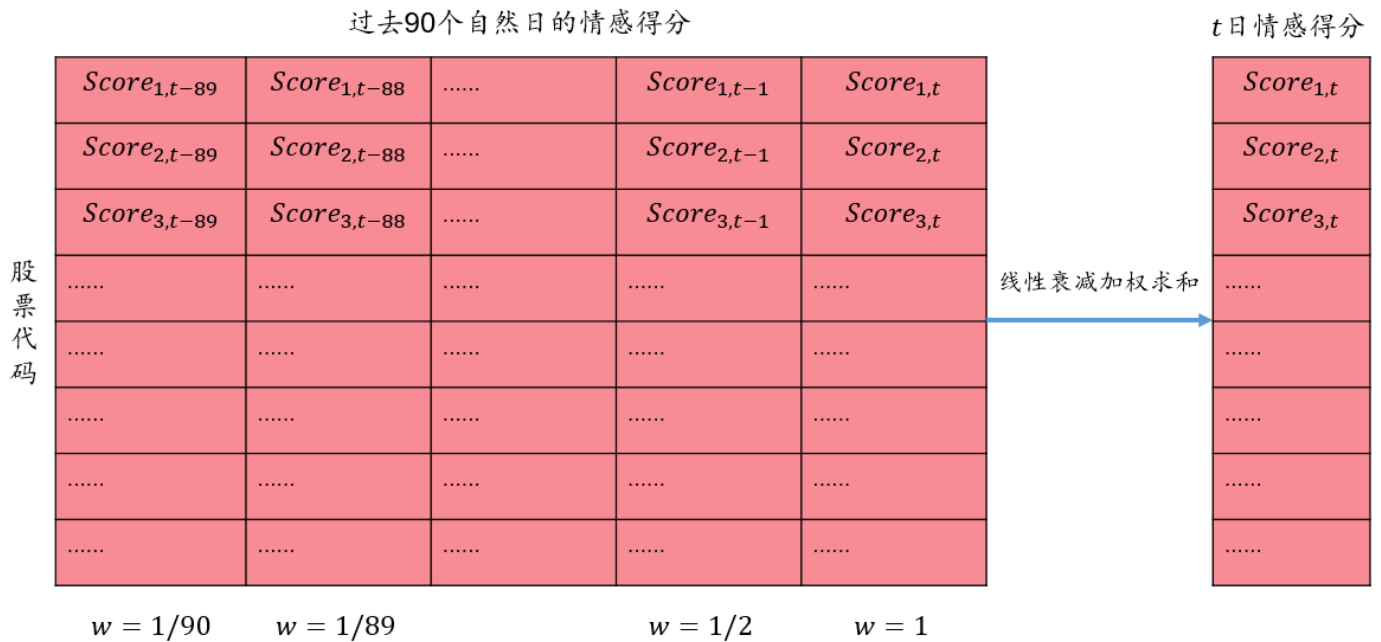 过去90个自然日的情感得分 t日情感得分
Score₁,ₜ₋₈₉ Score₁,ₜ₋₈₈ ...... Score₁,ₜ₋₁ Score₁,ₜ Score₁,ₜ
Score₂,ₜ₋₈₉ Score₂,ₜ₋₈₈ ...... Score₂,ₜ₋₁ Score₂,ₜ Score₂,ₜ
Score₃,ₜ₋₈₉ Score₃,ₜ₋₈₈ ...... Score₃,ₜ₋₁ Score₃,ₜ Score₃,ₜ
股票代码
...... ...... ...... ...... ...... 线性衰减加权求和 ......
...... ...... ...... ...... ...... ......
...... ...... ...... ...... ...... ......
...... ...... ...... ...... ...... ......
...... ...... ...... ...... ...... ......
w = 1/90 w = 1/89 w = 1/2 w = 1